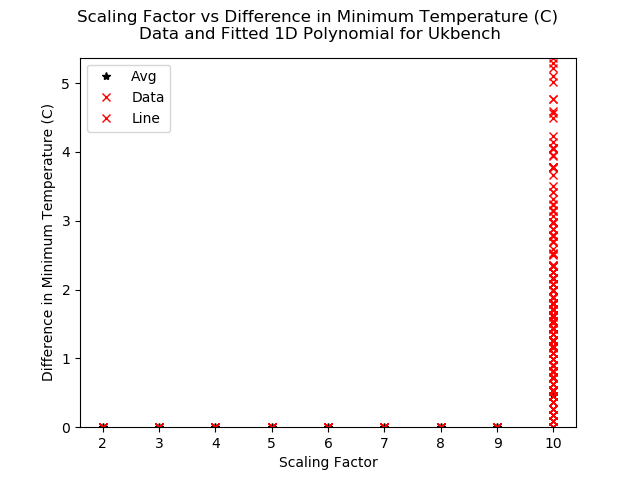 Scaling Factor vs Difference in Minimum Temperature (C)
Data and Fitted 1D Polynomial for Ukbench
Avg
Data
Line
Difference in Minimum Temperature (C)
5
4
3
2
1
0
2 3 4 5 6 7 8 9 10
Scaling Factor